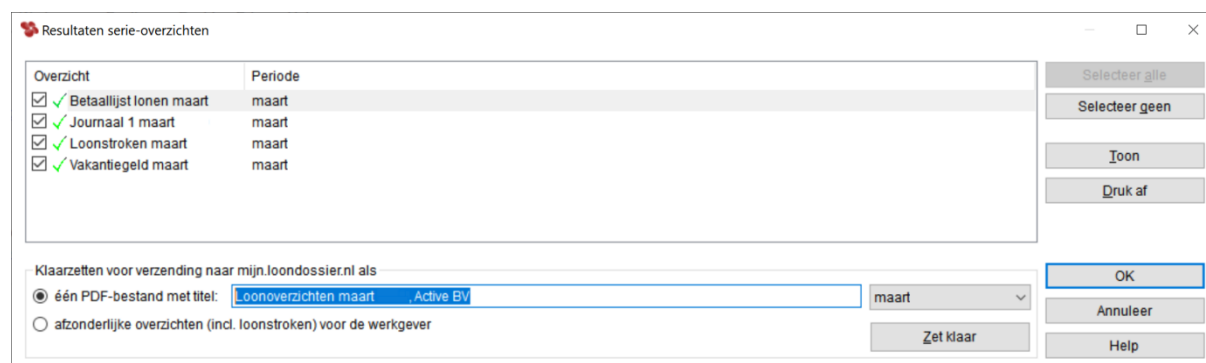 Resultaten serie-overzichten
Overzicht Periode
Betaallijst lonen maart maart
Journaal 1 maart maart
Loonstroken maart maart
Vakantiegeld maart maart
Selecteer alle
Selecteer geen
Toon
Druk af
Klaarzetten voor verzending naar mijn.loondossier.nl als
één PDF-bestand met titel: Loonoverzichten maart , Active BV maart
afzonderlijke overzichten (incl. loonstroken) voor de werkgever
Zet klaar
OK
Annuleer
Help